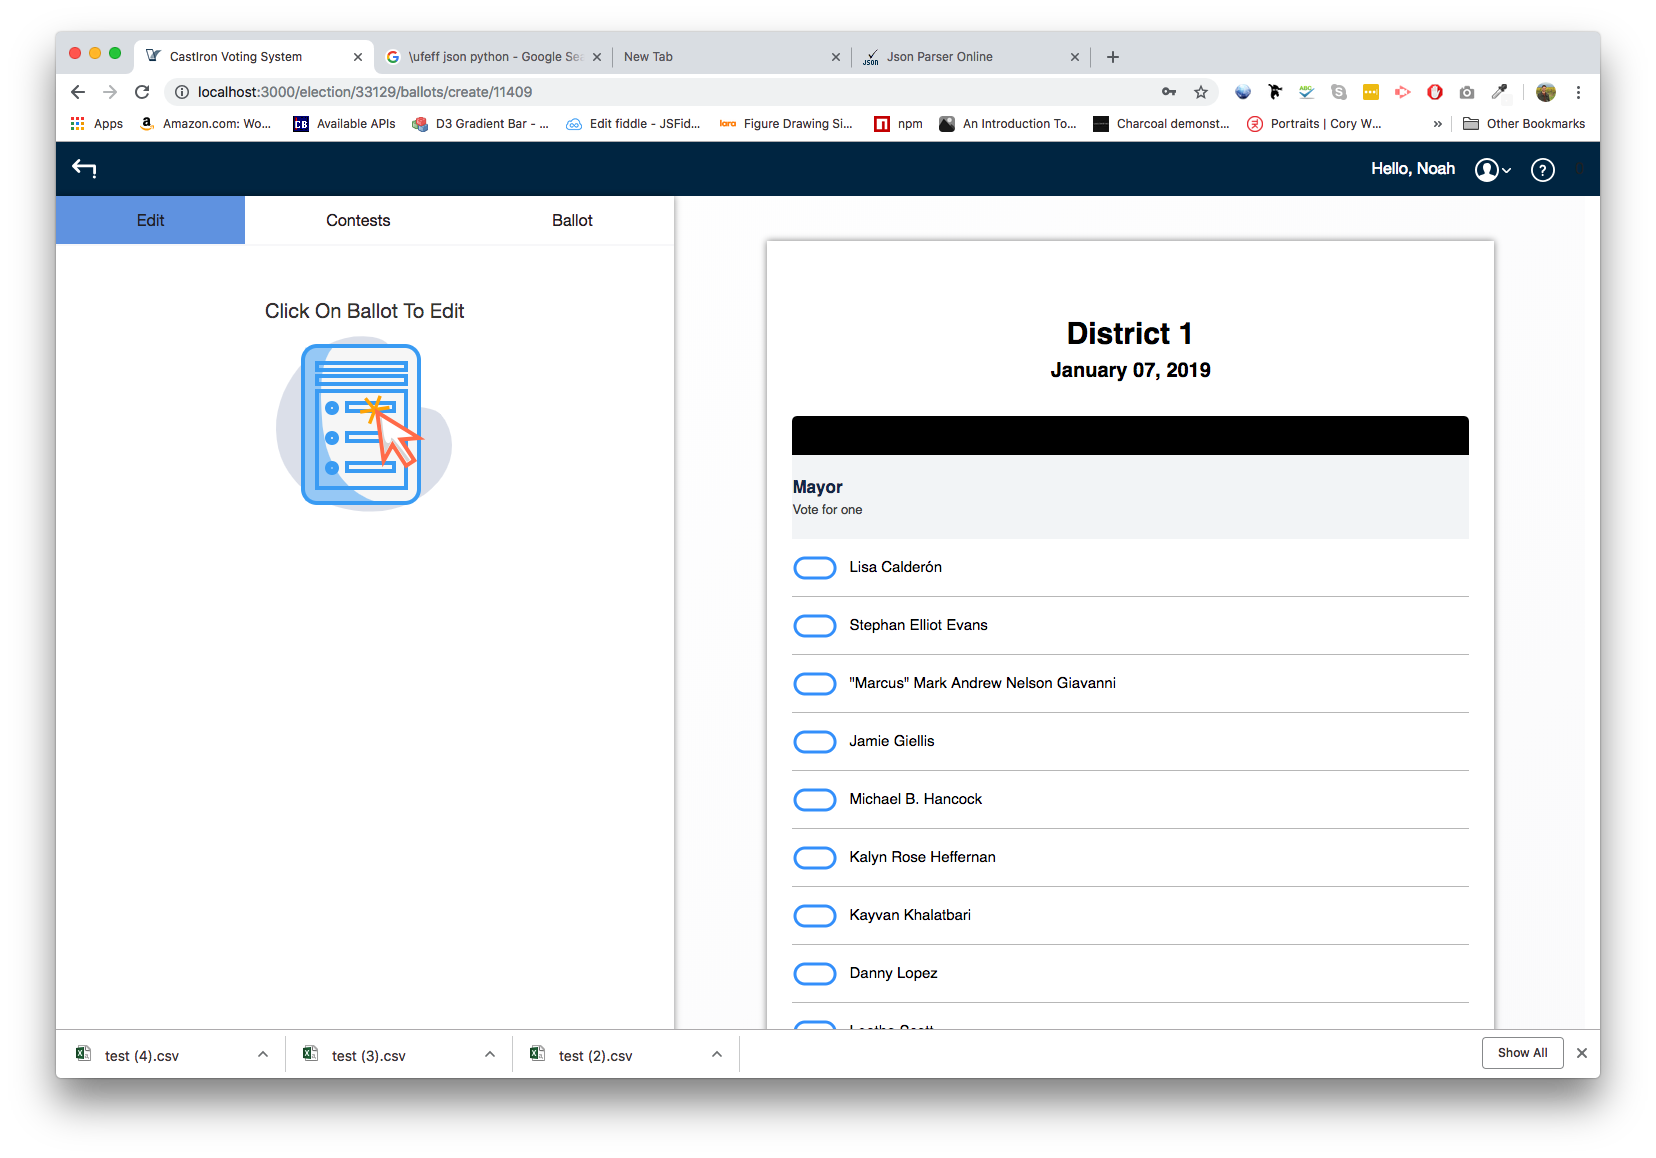 CastIron Voting System
\ufeff json python - Google Sea
New Tab
Json Parser Online
localhost:3000/election/33129/ballots/create/11409
Apps
Amazon.com: Wo...
Available APIs
D3 Gradient Bar - ...
Edit fiddle - JSFid...
Figure Drawing Si...
npm
An Introduction To...
Charcoal demonst...
Portraits | Cory W...
»
Other Bookmarks
Hello, Noah
Edit
Contests
Ballot
Click On Ballot To Edit
District 1
January 07, 2019
Mayor
Vote for one
Lisa Calderón
Stephan Elliot Evans
"Marcus" Mark Andrew Nelson Giavanni
Jamie Giellis
Michael B. Hancock
Kalyn Rose Heffernan
Kayvan Khalatbari
Danny Lopez
test (4).csv
test (3).csv
test (2).csv
Show All